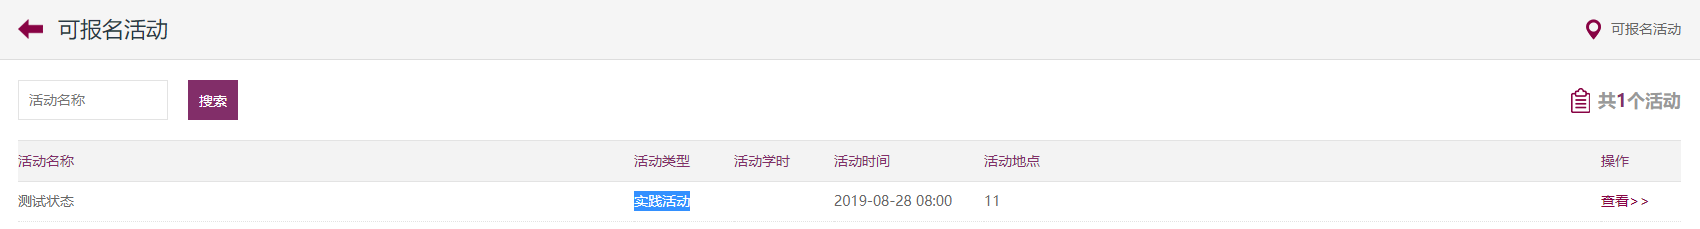 可报名活动 可报名活动
活动名称 搜索 共1个活动
活动名称 活动类型 活动学时 活动时间 活动地点 操作
测试状态 实践活动 2019-08-28 08:00 11 查看>>